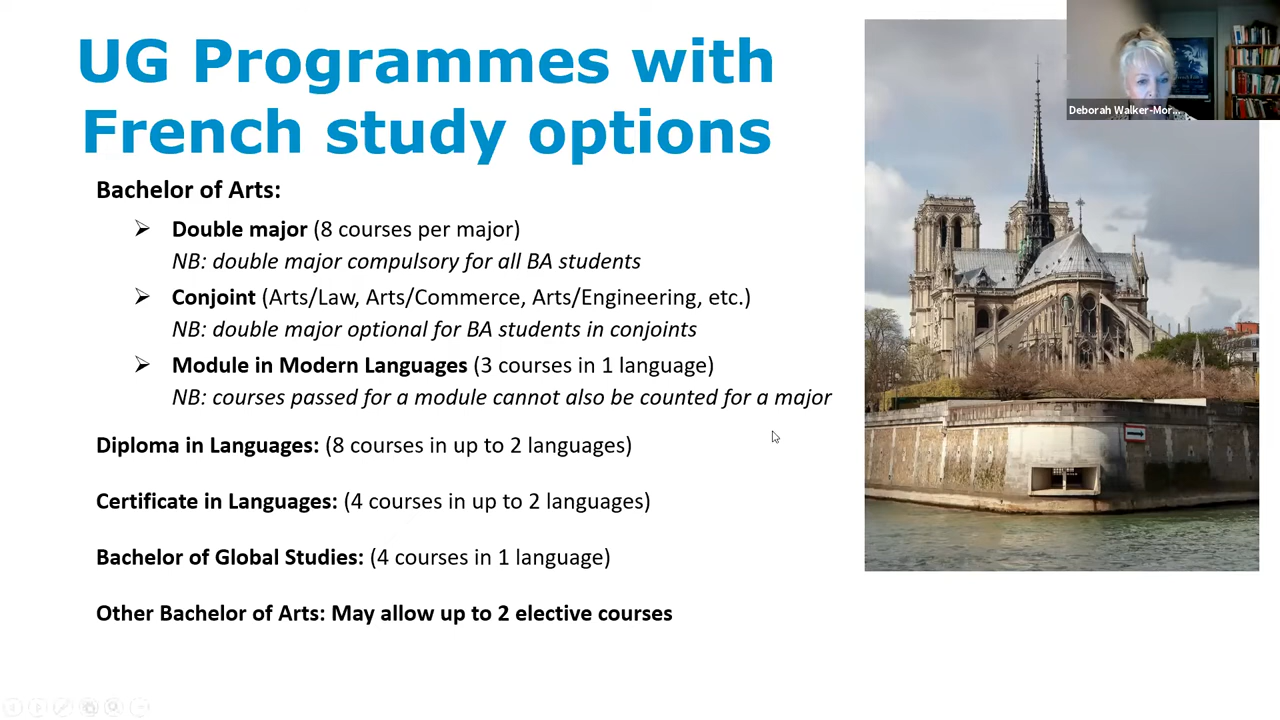 UG Programmes with
French study options
Deborah Walker-Mor...
Bachelor of Arts:
Double major (8 courses per major)
NB: double major compulsory for all BA students
Conjoint (Arts/Law, Arts/Commerce, Arts/Engineering, etc.)
NB: double major optional for BA students in conjoints
Module in Modern Languages (3 courses in 1 language)
NB: courses passed for a module cannot also be counted for a major
Diploma in Languages: (8 courses in up to 2 languages)
Certificate in Languages: (4 courses in up to 2 languages)
Bachelor of Global Studies: (4 courses in 1 language)
Other Bachelor of Arts: May allow up to 2 elective courses